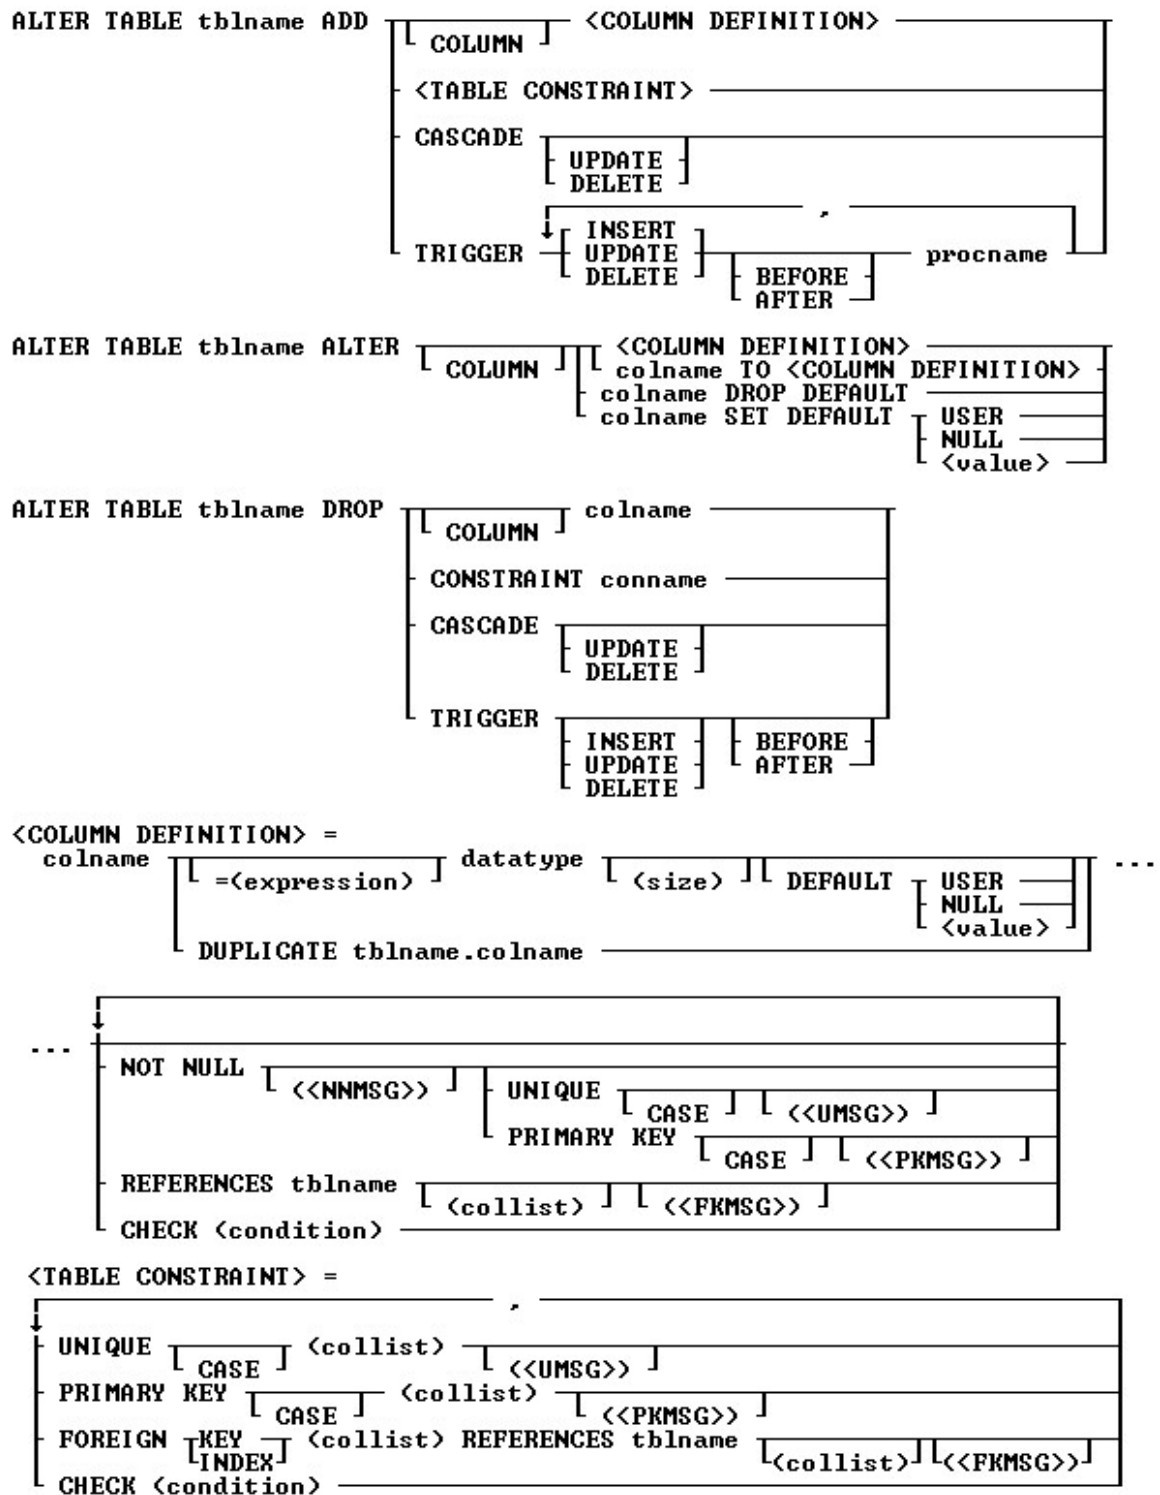 ALTER TABLE tblname ADD <COLUMN DEFINITION>
COLUMN
<TABLE CONSTRAINT>
CASCADE
UPDATE
DELETE
,
INSERT
TRIGGER UPDATE procname
DELETE BEFORE
AFTER
ALTER TABLE tblname ALTER <COLUMN DEFINITION>
COLUMN colname TO <COLUMN DEFINITION>
colname DROP DEFAULT
colname SET DEFAULT USER
NULL
<value>
ALTER TABLE tblname DROP colname
COLUMN
CONSTRAINT conname
CASCADE
UPDATE
DELETE
TRIGGER
INSERT BEFORE
UPDATE AFTER
DELETE
<COLUMN DEFINITION> =
colname datatype ...
=(expression) (size) DEFAULT USER
NULL
<value>
DUPLICATE tblname.colname
...
NOT NULL
(<NNMSG>) UNIQUE
CASE (<UMSG>)
PRIMARY KEY
CASE (<PKMSG>)
REFERENCES tblname
(collist) (<FKMSG>)
CHECK (condition)
<TABLE CONSTRAINT> =
,
UNIQUE (collist)
CASE (<UMSG>)
PRIMARY KEY (collist)
CASE (<PKMSG>)
FOREIGN KEY (collist) REFERENCES tblname
INDEX (collist) (<FKMSG>)
CHECK (condition)